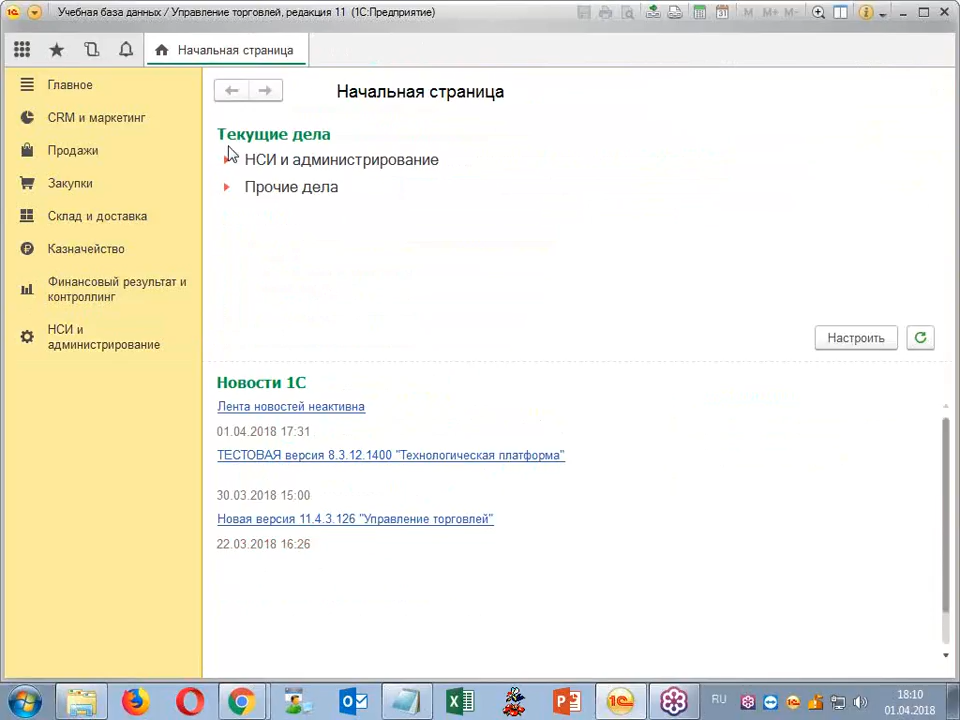 Учебная база данных / Управление торговлей, редакция 11 (1С:Предприятие)
M M+ M-
Начальная страница
Главное
CRM и маркетинг
Продажи
Закупки
Склад и доставка
Казначейство
Финансовый результат и
контроллинг
НСИ и
администрирование
Начальная страница
Текущие дела
НСИ и администрирование
Прочие дела
Настроить
Новости 1С
Лента новостей неактивна
01.04.2018 17:31
ТЕСТОВАЯ версия 8.3.12.1400 "Технологическая платформа"
30.03.2018 15:00
Новая версия 11.4.3.126 "Управление торговлей"
22.03.2018 16:26
RU
18:10
01.04.2018